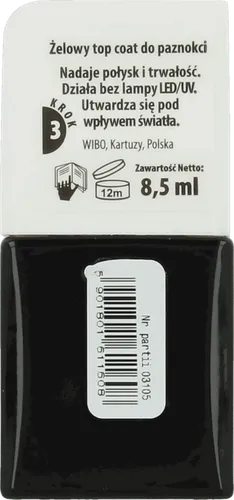 Żelowy top coat do paznokci
Nadaje połysk i trwałość.
Działa bez lampy LED/UV.
Utwardza się pod
wpływem światła.
KROK
3
WIBO, Kartuzy, Polska
Zawartość Netto:
8,5 ml
12m
5 901801 611608
Nr partii 03105